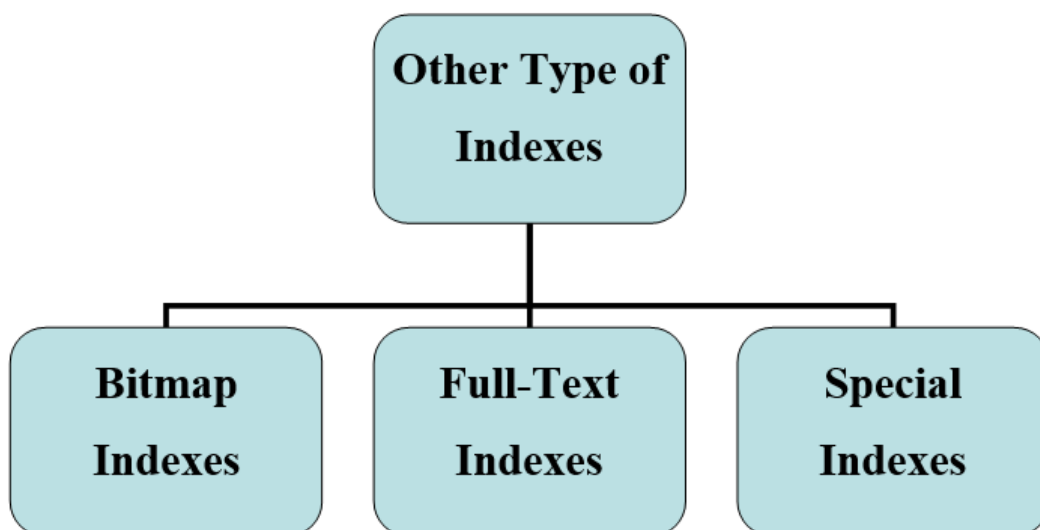 Other Type of
Indexes
Bitmap
Indexes
Full-Text
Indexes
Special
Indexes